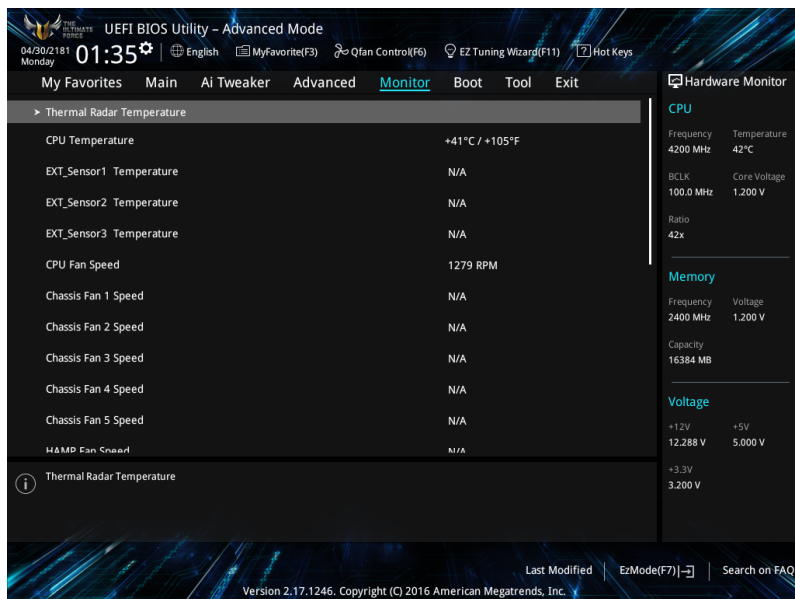 THE ULTIMATE FORCE
UEFI BIOS Utility – Advanced Mode
04/30/2181
Monday
01:35
English
MyFavorite(F3)
Qfan Control(F6)
EZ Tuning Wizard(F11)
? Hot Keys
My Favorites Main Ai Tweaker Advanced Monitor Boot Tool Exit
Hardware Monitor
> Thermal Radar Temperature
CPU Temperature +41°C / +105°F
EXT_Sensor1 Temperature N/A
EXT_Sensor2 Temperature N/A
EXT_Sensor3 Temperature N/A
CPU Fan Speed 1279 RPM
Chassis Fan 1 Speed N/A
Chassis Fan 2 Speed N/A
Chassis Fan 3 Speed N/A
Chassis Fan 4 Speed N/A
Chassis Fan 5 Speed N/A
HAMP Fan Speed N/A
CPU
Frequency Temperature
4200 MHz 42°C
BCLK Core Voltage
100.0 MHz 1.200 V
Ratio
42x
Memory
Frequency Voltage
2400 MHz 1.200 V
Capacity
16384 MB
Voltage
+12V +5V
12.288 V 5.000 V
+3.3V
3.200 V
i Thermal Radar Temperature
Last Modified
EzMode(F7)
Search on FAQ
Version 2.17.1246. Copyright (C) 2016 American Megatrends, Inc.